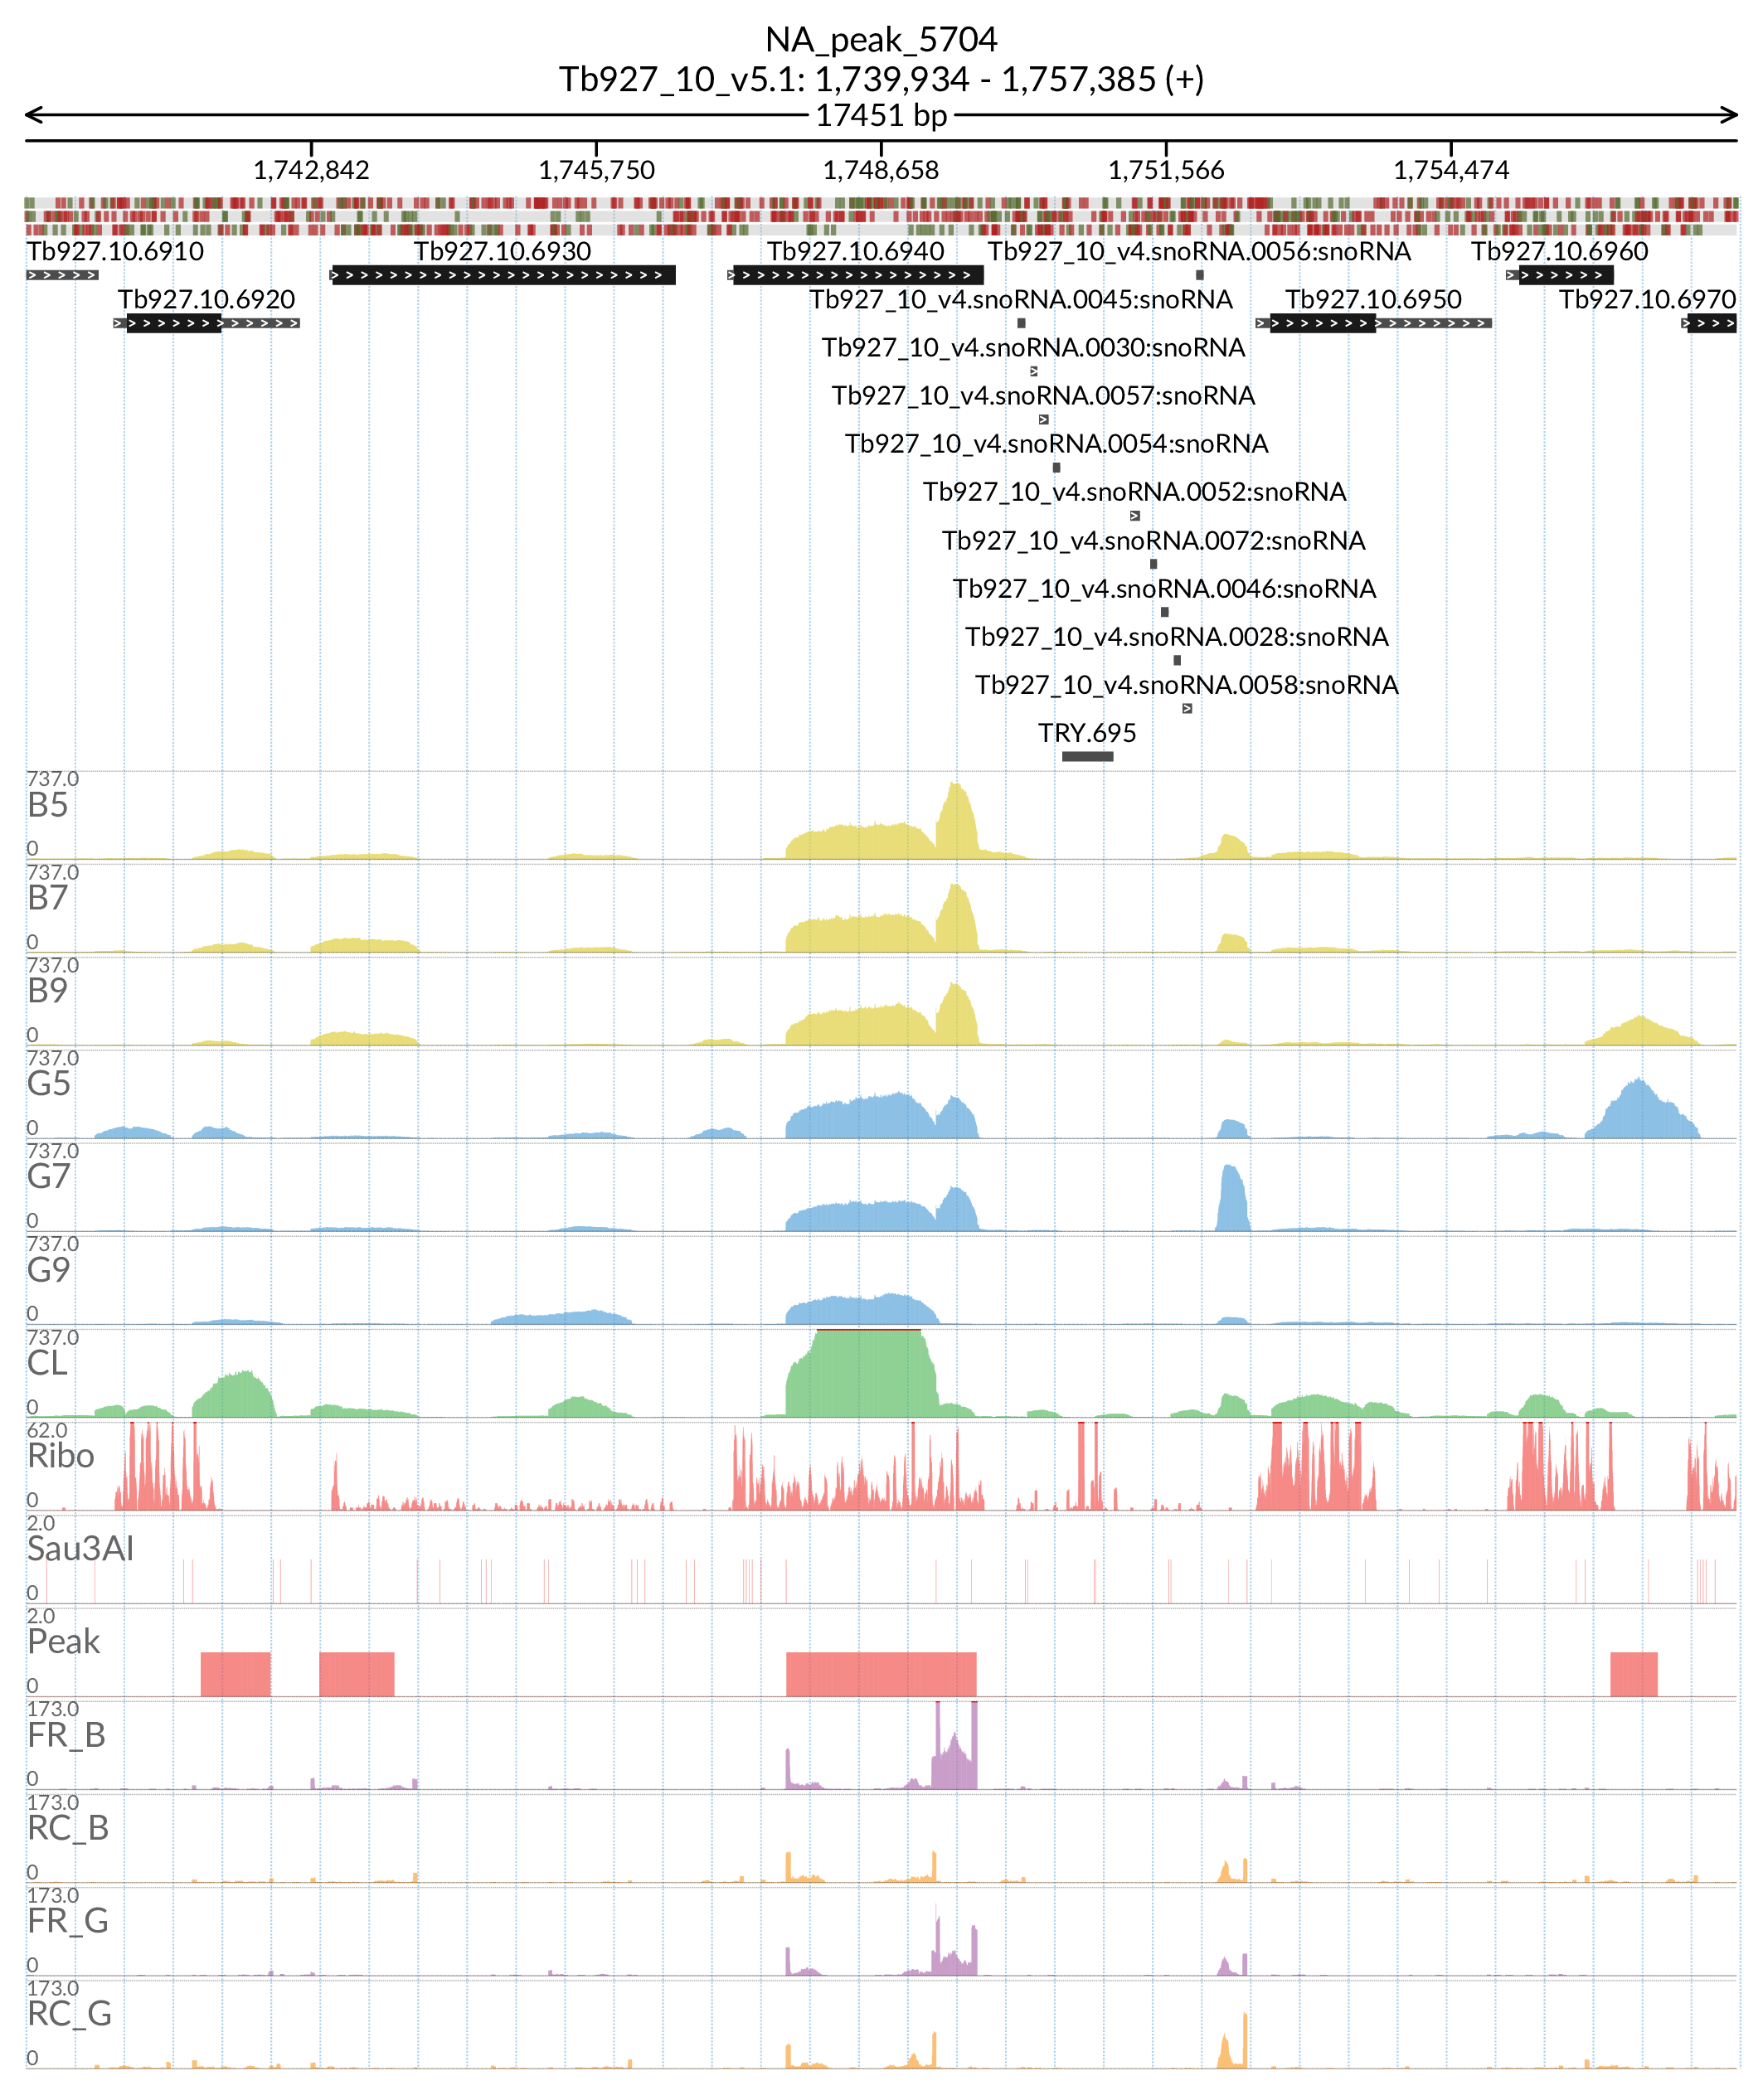 NA_peak_5704
Tb927_10_v5.1: 1,739,934 - 1,757,385 (+)
17451 bp
1,742,842 1,745,750 1,748,658 1,751,566 1,754,474
Tb927.10.6910 Tb927.10.6930 Tb927.10.6940 Tb927_10_v4.snoRNA.0056:snoRNA Tb927.10.6960
Tb927.10.6920 Tb927_10_v4.snoRNA.0045:snoRNA Tb927.10.6950 Tb927.10.6970
Tb927_10_v4.snoRNA.0030:snoRNA
Tb927_10_v4.snoRNA.0057:snoRNA
Tb927_10_v4.snoRNA.0054:snoRNA
Tb927_10_v4.snoRNA.0052:snoRNA
Tb927_10_v4.snoRNA.0072:snoRNA
Tb927_10_v4.snoRNA.0046:snoRNA
Tb927_10_v4.snoRNA.0028:snoRNA
Tb927_10_v4.snoRNA.0058:snoRNA
TRY.695
737.0
B5
0
737.0
B7
0
737.0
B9
0
737.0
G5
0
737.0
G7
0
737.0
G9
0
737.0
CL
0
62.0
Ribo
0
2.0
Sau3AI
0
2.0
Peak
0
173.0
FR_B
0
173.0
RC_B
0
173.0
FR_G
0
173.0
RC_G
0